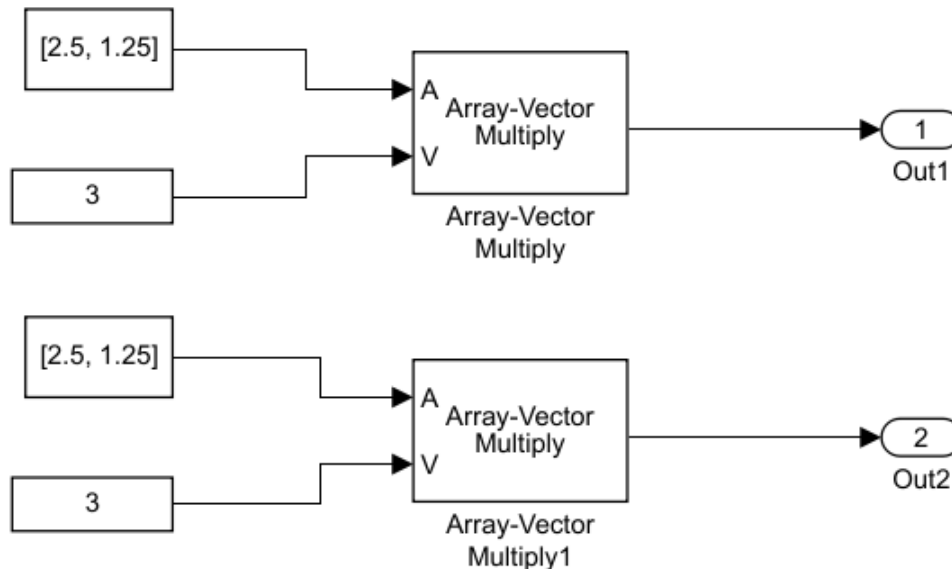 [2.5, 1.25]
A
Array-Vector
Multiply
V
1
Out1
3
Array-Vector
Multiply
[2.5, 1.25]
A
Array-Vector
Multiply
V
2
Out2
3
Array-Vector
Multiply1